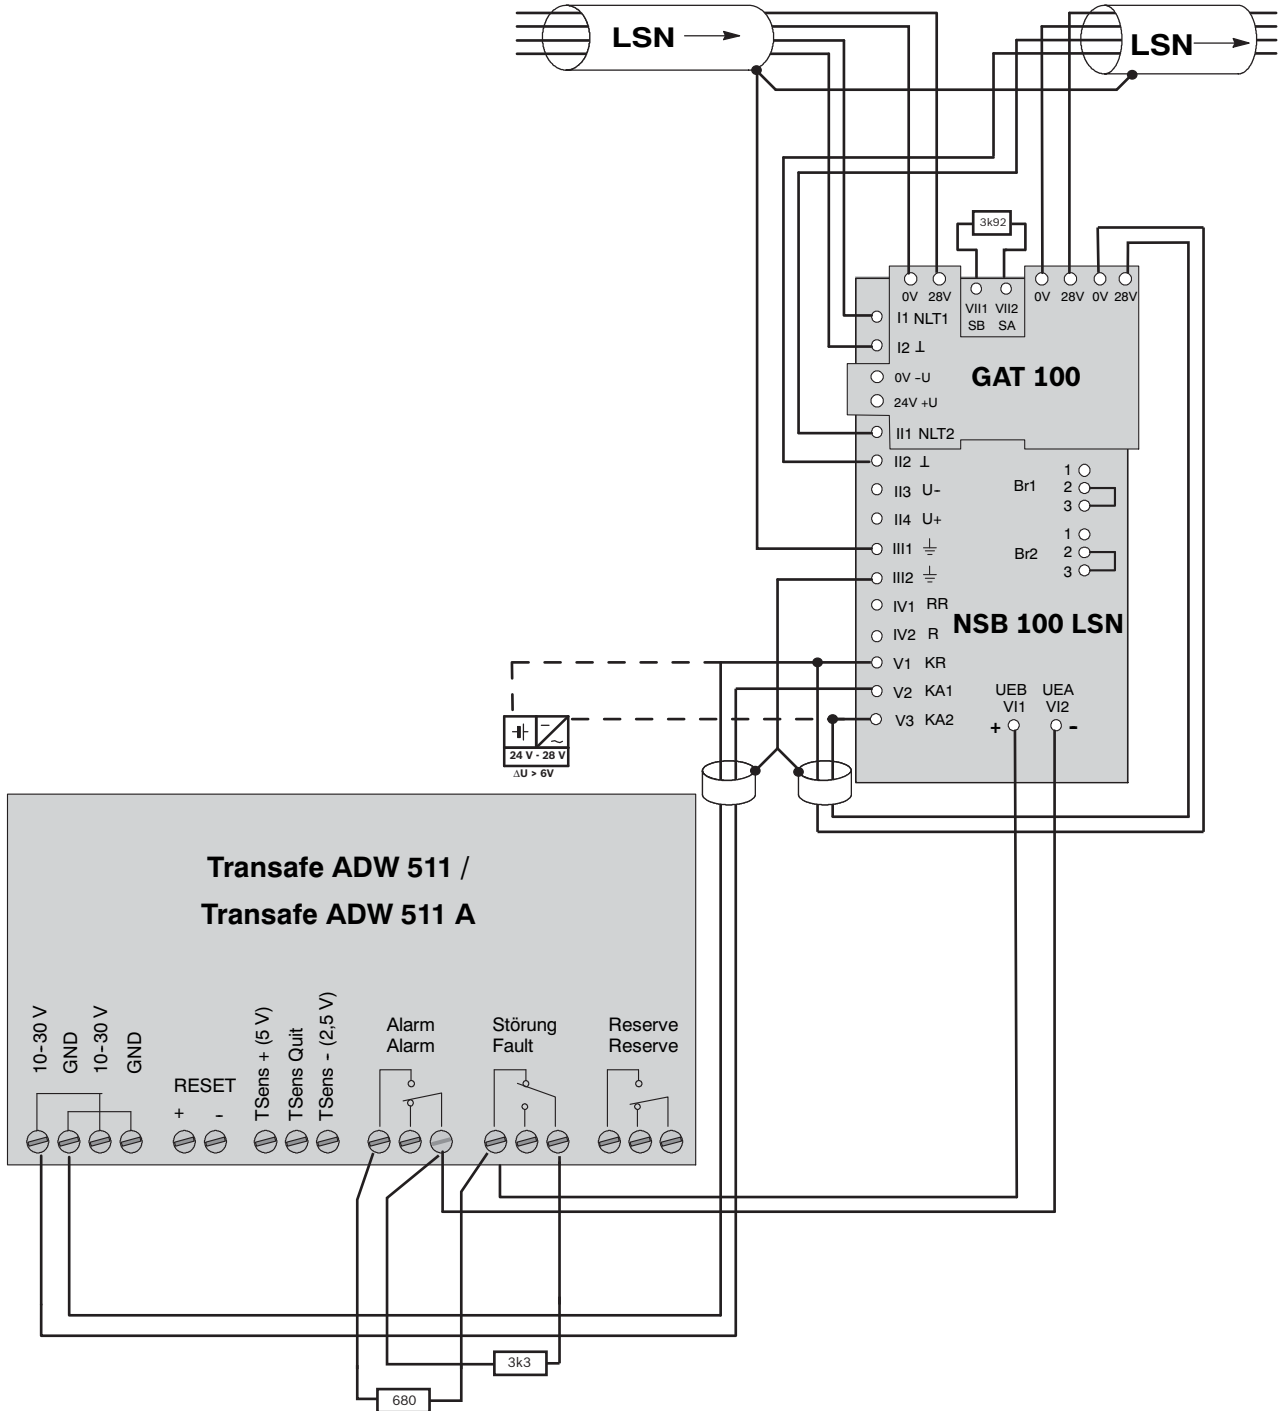 LSN
LSN
3k92
0V 28V
VII1 VII2
SB SA
0V 28V 0V 28V
I1 NLT1
I2 ⊥
0V -U
24V +U
GAT 100
II1 NLT2
II2 ⊥
II3 U-
II4 U+
III1
III2
IV1 RR
IV2 R
V1 KR
V2 KA1
V3 KA2
Br1
1
2
3
Br2
1
2
3
NSB 100 LSN
UEB UEA
VI1 VI2
+ -
24 V - 28 V
ΔU > 6V
Transafe ADW 511 /
Transafe ADW 511 A
10-30 V
GND
10-30 V
GND
RESET
+ -
TSens + (5 V)
TSens Quit
TSens - (2,5 V)
Alarm
Alarm
Störung
Fault
Reserve
Reserve
3k3
680